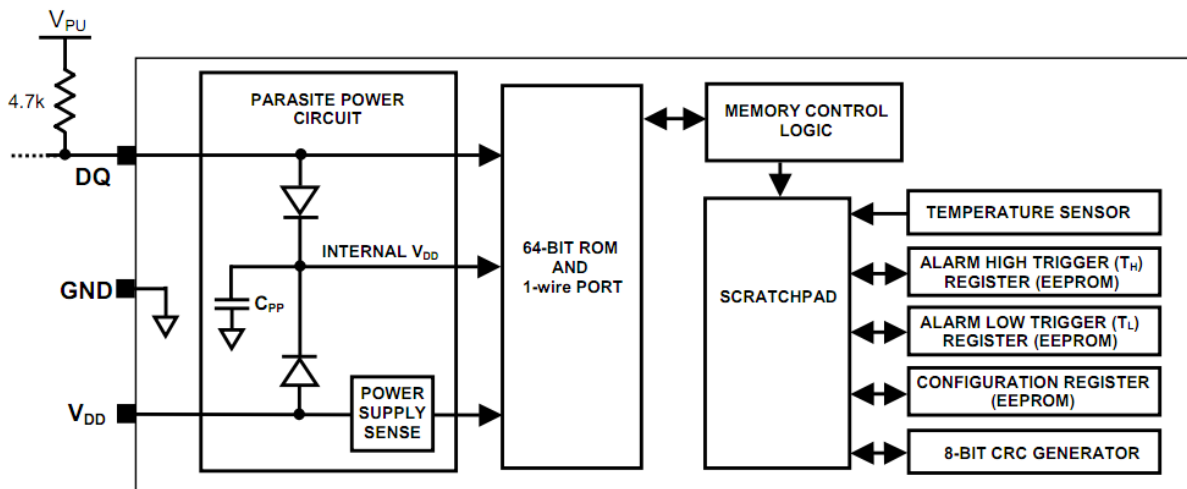 VPU
4.7k
DQ
GND
VDD
PARASITE POWER
CIRCUIT
INTERNAL VDD
CPP
POWER
SUPPLY
SENSE
64-BIT ROM
AND
1-wire PORT
MEMORY CONTROL
LOGIC
SCRATCHPAD
TEMPERATURE SENSOR
ALARM HIGH TRIGGER (TH)
REGISTER (EEPROM)
ALARM LOW TRIGGER (TL)
REGISTER (EEPROM)
CONFIGURATION REGISTER
(EEPROM)
8-BIT CRC GENERATOR